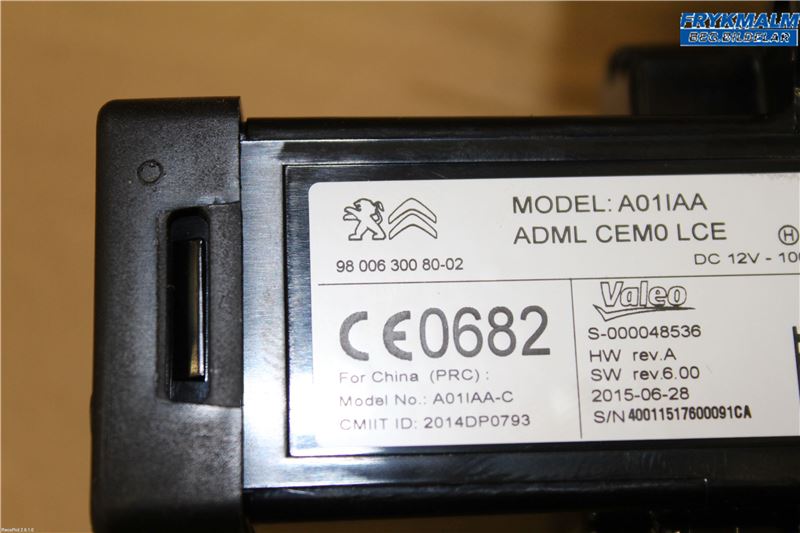 FRYKMALM
BEG. BILDELAR
MODEL: A01IAA
ADML CEM0 LCE
H
98 006 300 80-02
DC 12V - 100
CE0682
Valeo
S-000048536
HW rev.A
SW rev.6.00
2015-06-28
S/N 40011517600091CA
For China (PRC) :
Model No.: A01IAA-C
CMIIT ID: 2014DP0793